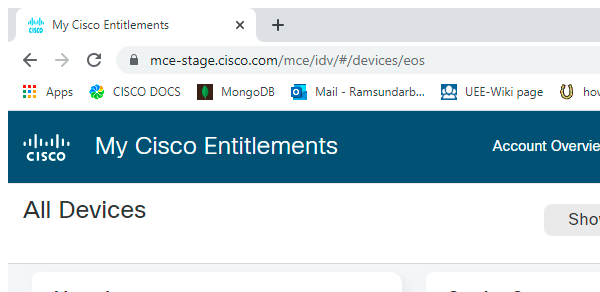 My Cisco Entitlements
mce-stage.cisco.com/mce/idv/#/devices/eos
Apps CISCO DOCS MongoDB Mail - Ramsundarb... UEE-Wiki page
CISCO My Cisco Entitlements Account Overvie
All Devices
Sho